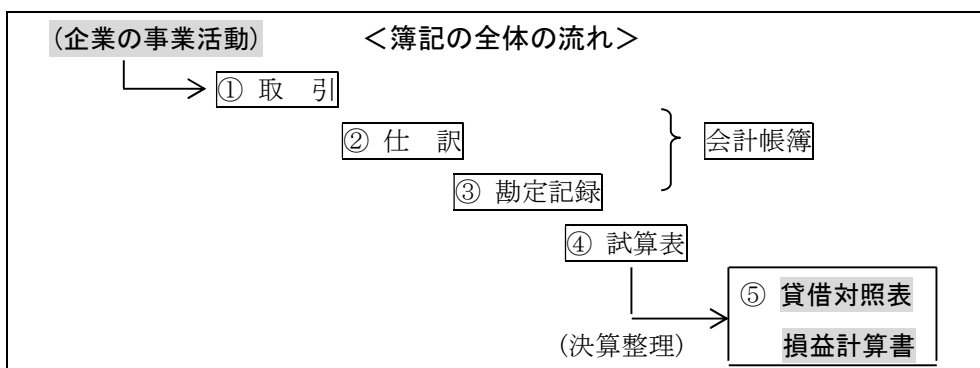 (企業の事業活動) <簿記の全体の流れ>
① 取 引
② 仕 訳
会計帳簿
③ 勘定記録
④ 試算表
⑤ 貸借対照表
(決算整理) 損益計算書